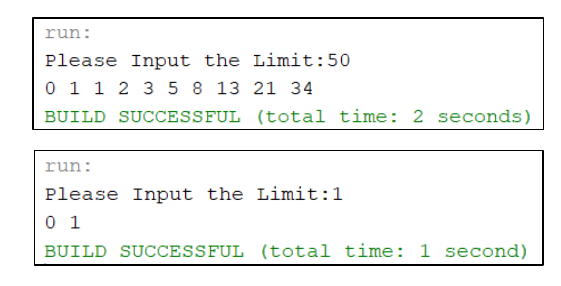 run:
Please Input the Limit:50
0 1 1 2 3 5 8 13 21 34
BUILD SUCCESSFUL (total time: 2 seconds)
run:
Please Input the Limit:1
0 1
BUILD SUCCESSFUL (total time: 1 second)